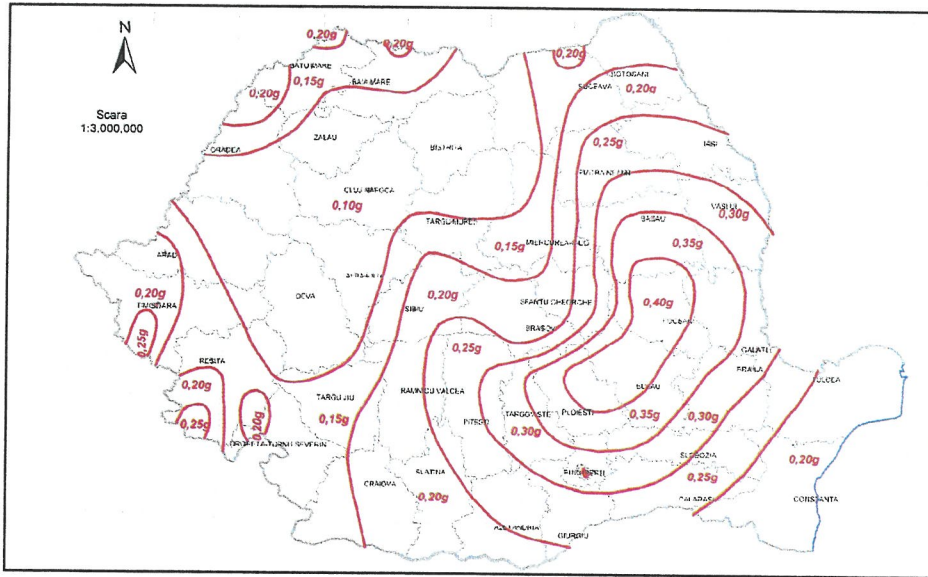 N
Scara
1:3.000.000
0,20g
0,20g
0,20g
SATU MARE
0,15g
BAIA MARE
0,20g
BOTOSANI
SUCEAVA
0,20g
ORADEA
ZALAU
BISTRITA
0,25g
IASI
PIATRA NEAMT
CLUJ NAPOCA
0,10g
VASLUI
0,30g
TARGU MURES
BACAU
0,15g
MIERCUREA-CIUC
0,35g
ARAD
ALBA IULIA
DEVA
0,20g
TIMISOARA
0,20g
SIBIU
SFANTU GHEORGHE
0,40g
FOCSANI
0,25g
BRASOV
0,25g
GALATI
BRAILA
RESITA
0,20g
TULCEA
RAMNICU VALCEA
BUZAU
TARGU JIU
0,15g
0,20g
0,25g
PITESTI
TARGOVISTE
PLOIESTI
0,35g
0,30g
0,30g
DROBETA-TURNU SEVERIN
SLOBOZIA
0,20g
SLATINA
BUCURESTI
0,25g
CRAIOVA
0,20g
CALARASI
CONSTANTA
ALEXANDRIA
GIURGIU